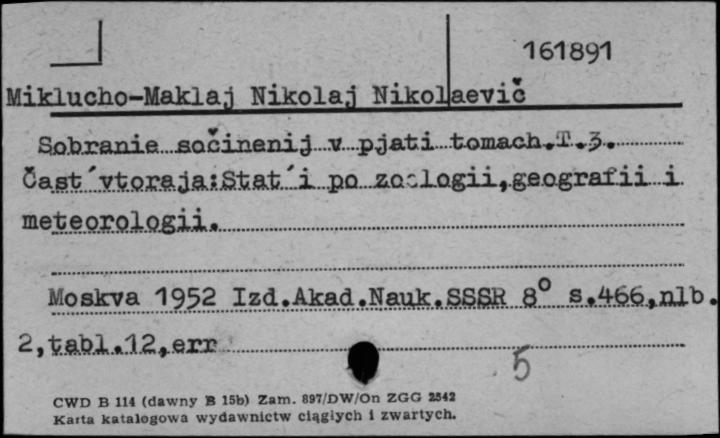 161891
Miklucho-Maklaj Nikolaj Nikolaevič
Sobranie sočinenij v pjati tomach.T.3.
Čast´vtoraja:Stat´i po zoologii,geografii i
meteorologii.
Moskva 1952 Izd.Akad.Nauk.SSSR 8° s.466,nlb.
2,tabl.12,err
5
CWD B 114 (dawny B 15b) Zam. 897/DW/On ZGG 2542
Karta katalogowa wydawnictw ciągłych i zwartych.